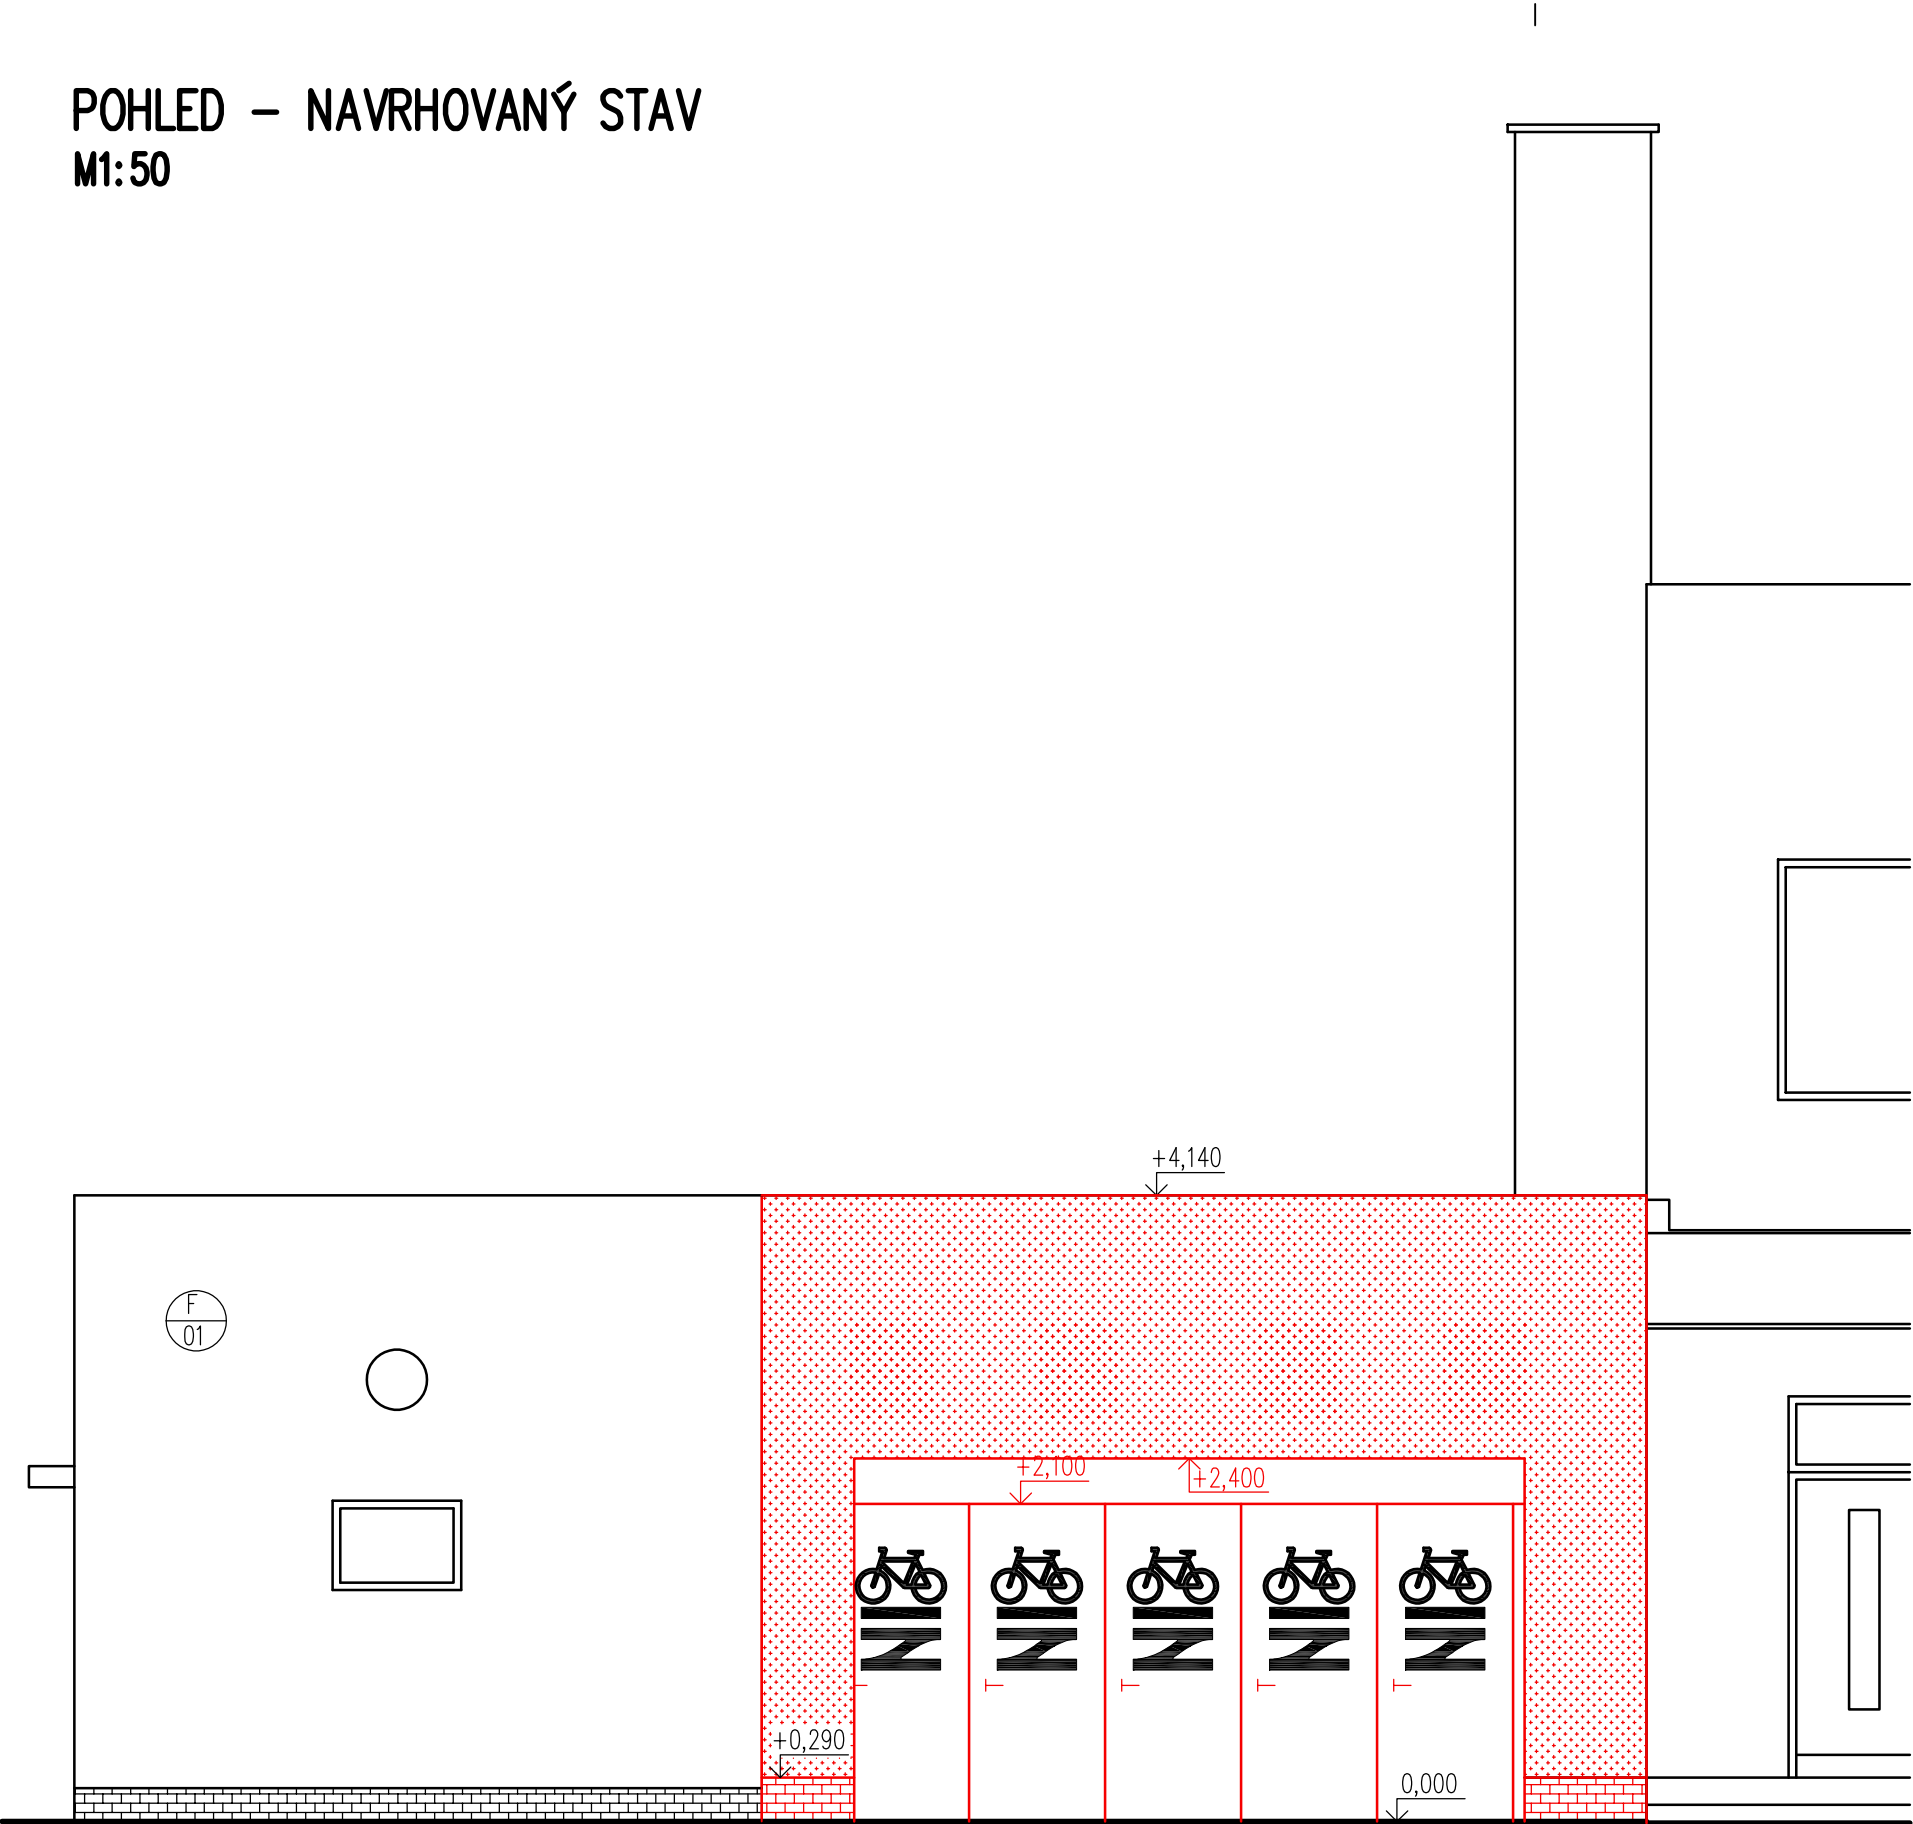 POHLED – NAVRHOVANÝ STAV
M1:50
+4,140
F
01
+2,100
+2,400
+0,290
0,000